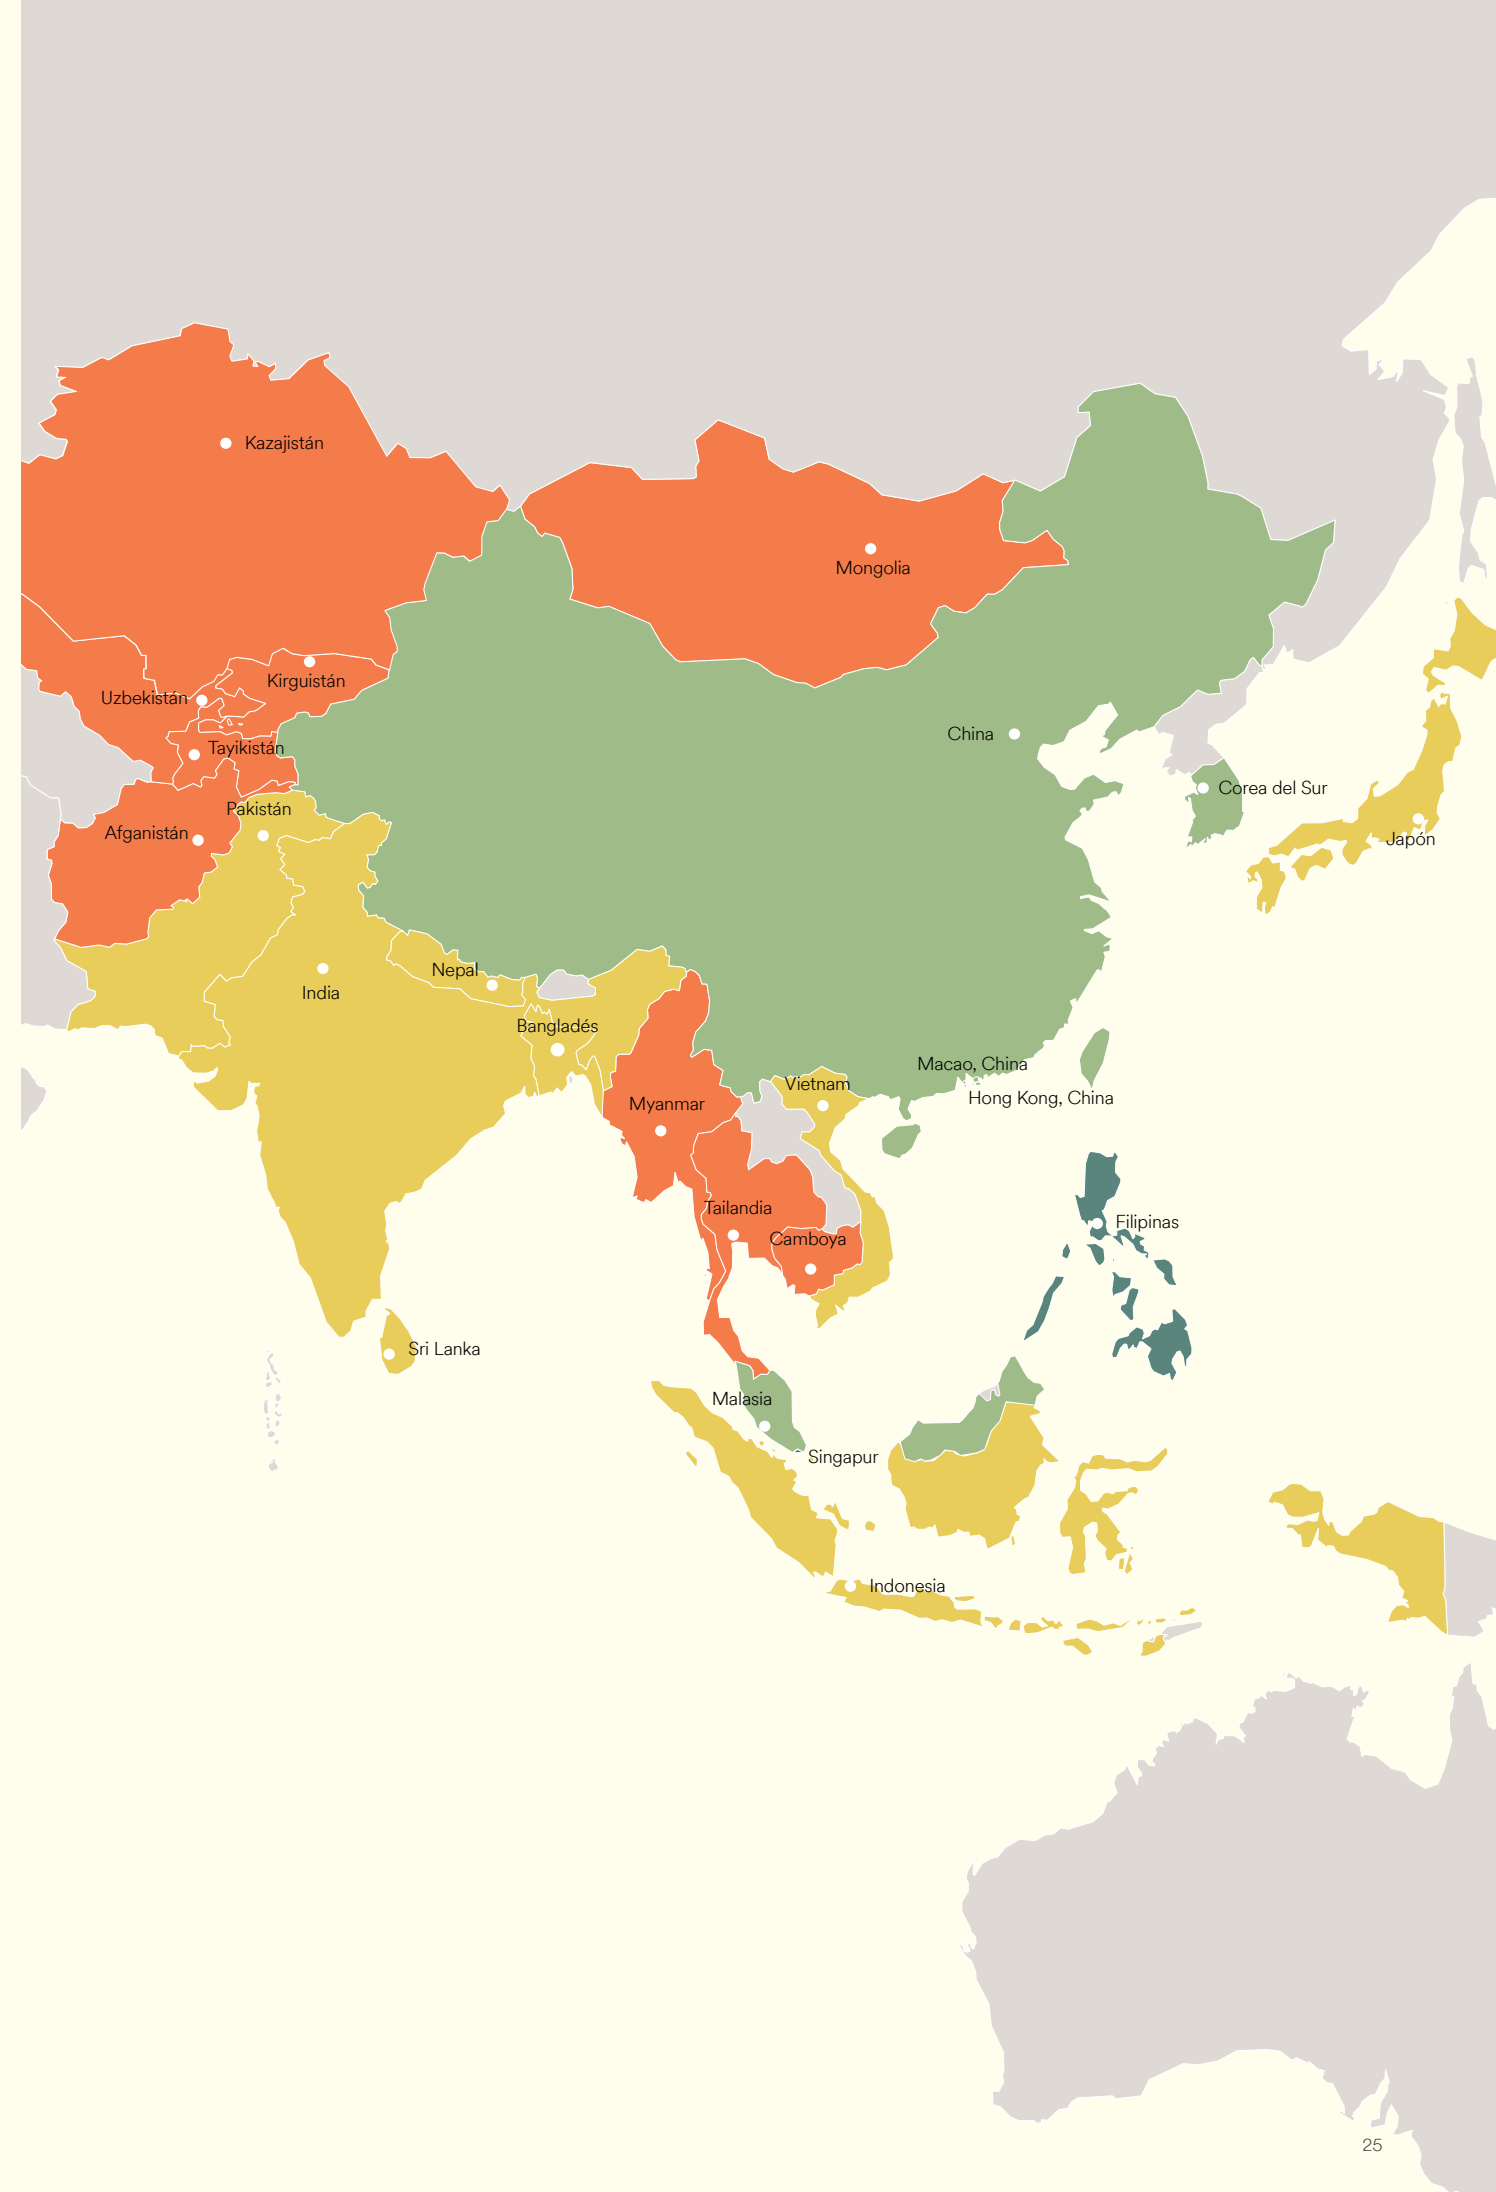 Kazajistán
Mongolia
Kirguistán
Uzbekistán
China
Tayikistán
Corea del Sur
Pakistán
Afganistán
Japón
Nepal
India
Bangladés
Macao, China
Vietnam
Hong Kong, China
Myanmar
Tailandia
Filipinas
Camboya
Sri Lanka
Malasia
Singapur
Indonesia
25